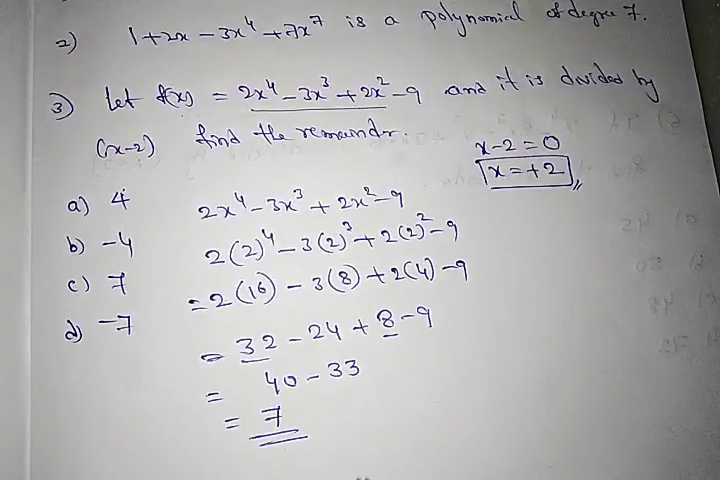 2) 1+2x-3x⁴+7x⁷ is a polynomial of degree 7.
3) Let f(x) = 2x⁴-3x³+2x²-9 and it is divided by
(x-2) find the remainder.
x-2=0
x=+2
a) 4
b) -4
c) 7
d) -7
2x⁴-3x³+2x²-9
2(2)⁴-3(2)³+2(2)²-9
=2(16)-3(8)+2(4)-9
= 32-24+8-9
= 40-33
= 7